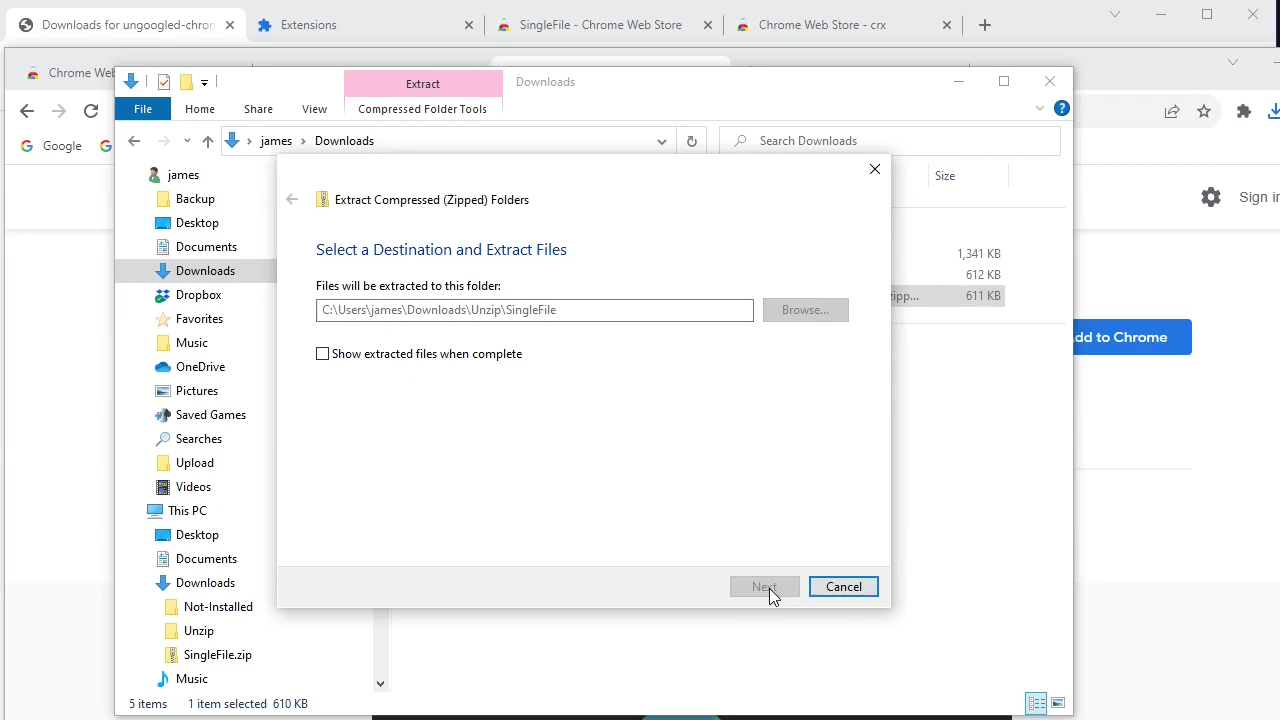 Downloads for ungoogled-chron
Extensions
SingleFile - Chrome Web Store
Chrome Web Store - crx
Chrome Web
Extract
Downloads
File
Home
Share
View
Compressed Folder Tools
james
Downloads
Search Downloads
Google
Size
james
Backup
Desktop
Documents
Downloads
Dropbox
Favorites
Music
OneDrive
Pictures
Saved Games
Searches
Upload
Videos
This PC
Desktop
Documents
Downloads
Not-Installed
Unzip
SingleFile.zip
Music
Extract Compressed (Zipped) Folders
Select a Destination and Extract Files
Files will be extracted to this folder:
C:\Users\james\Downloads\Unzip\SingleFile
Browse...
Show extracted files when complete
Next
Cancel
1,341 KB
612 KB
zipp...
611 KB
Sign in
dd to Chrome
5 items
1 item selected 610 KB